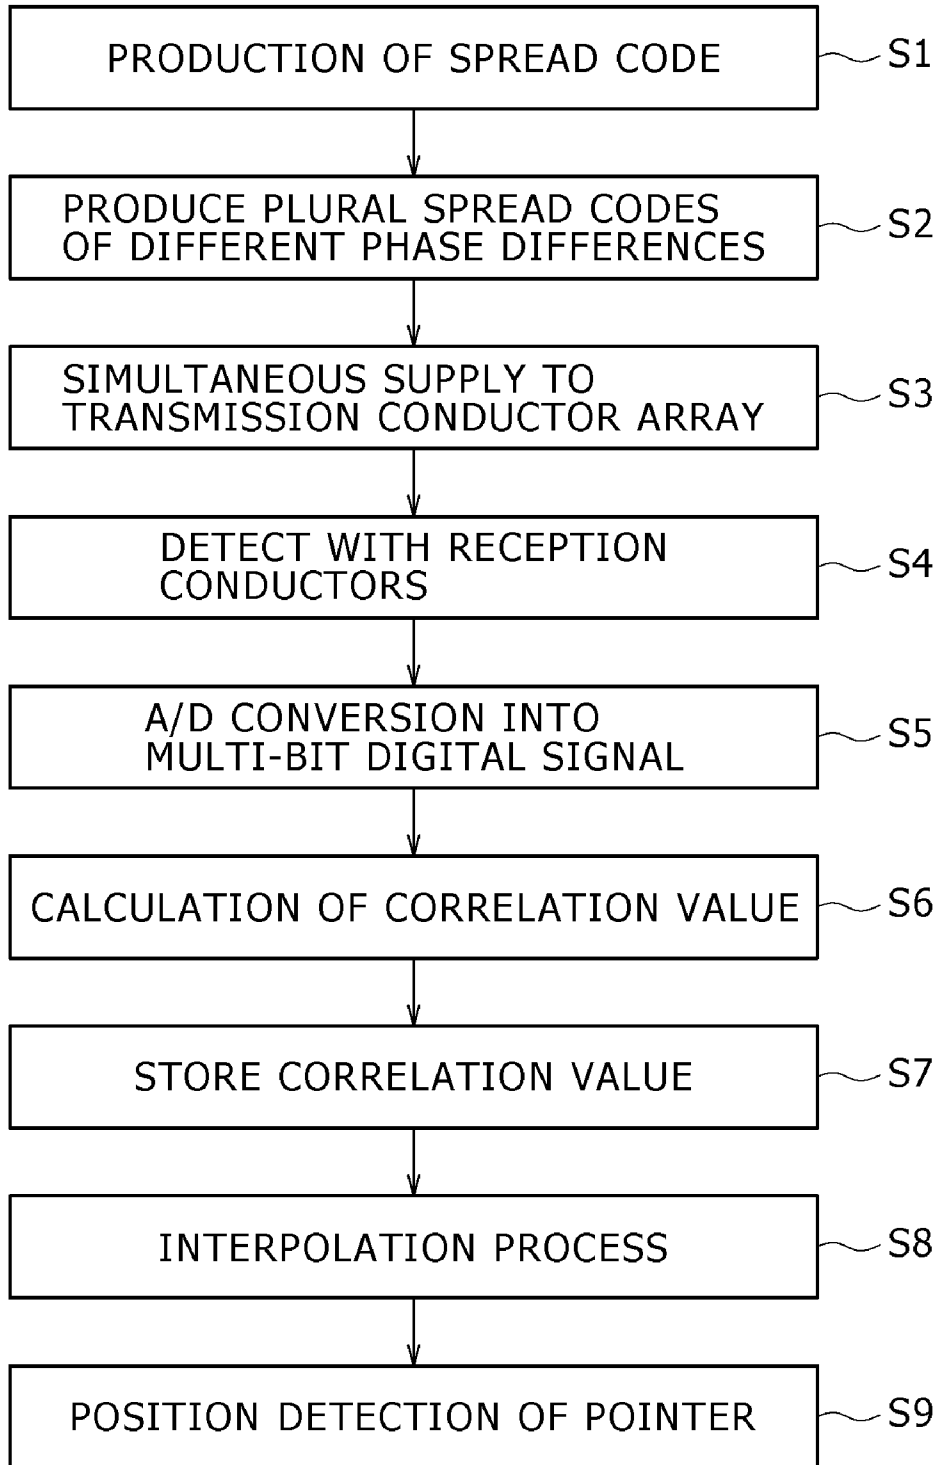 PRODUCTION OF SPREAD CODE
S1
PRODUCE PLURAL SPREAD CODES
OF DIFFERENT PHASE DIFFERENCES
S2
SIMULTANEOUS SUPPLY TO
TRANSMISSION CONDUCTOR ARRAY
S3
DETECT WITH RECEPTION
CONDUCTORS
S4
A/D CONVERSION INTO
MULTI-BIT DIGITAL SIGNAL
S5
CALCULATION OF CORRELATION VALUE
S6
STORE CORRELATION VALUE
S7
INTERPOLATION PROCESS
S8
POSITION DETECTION OF POINTER
S9